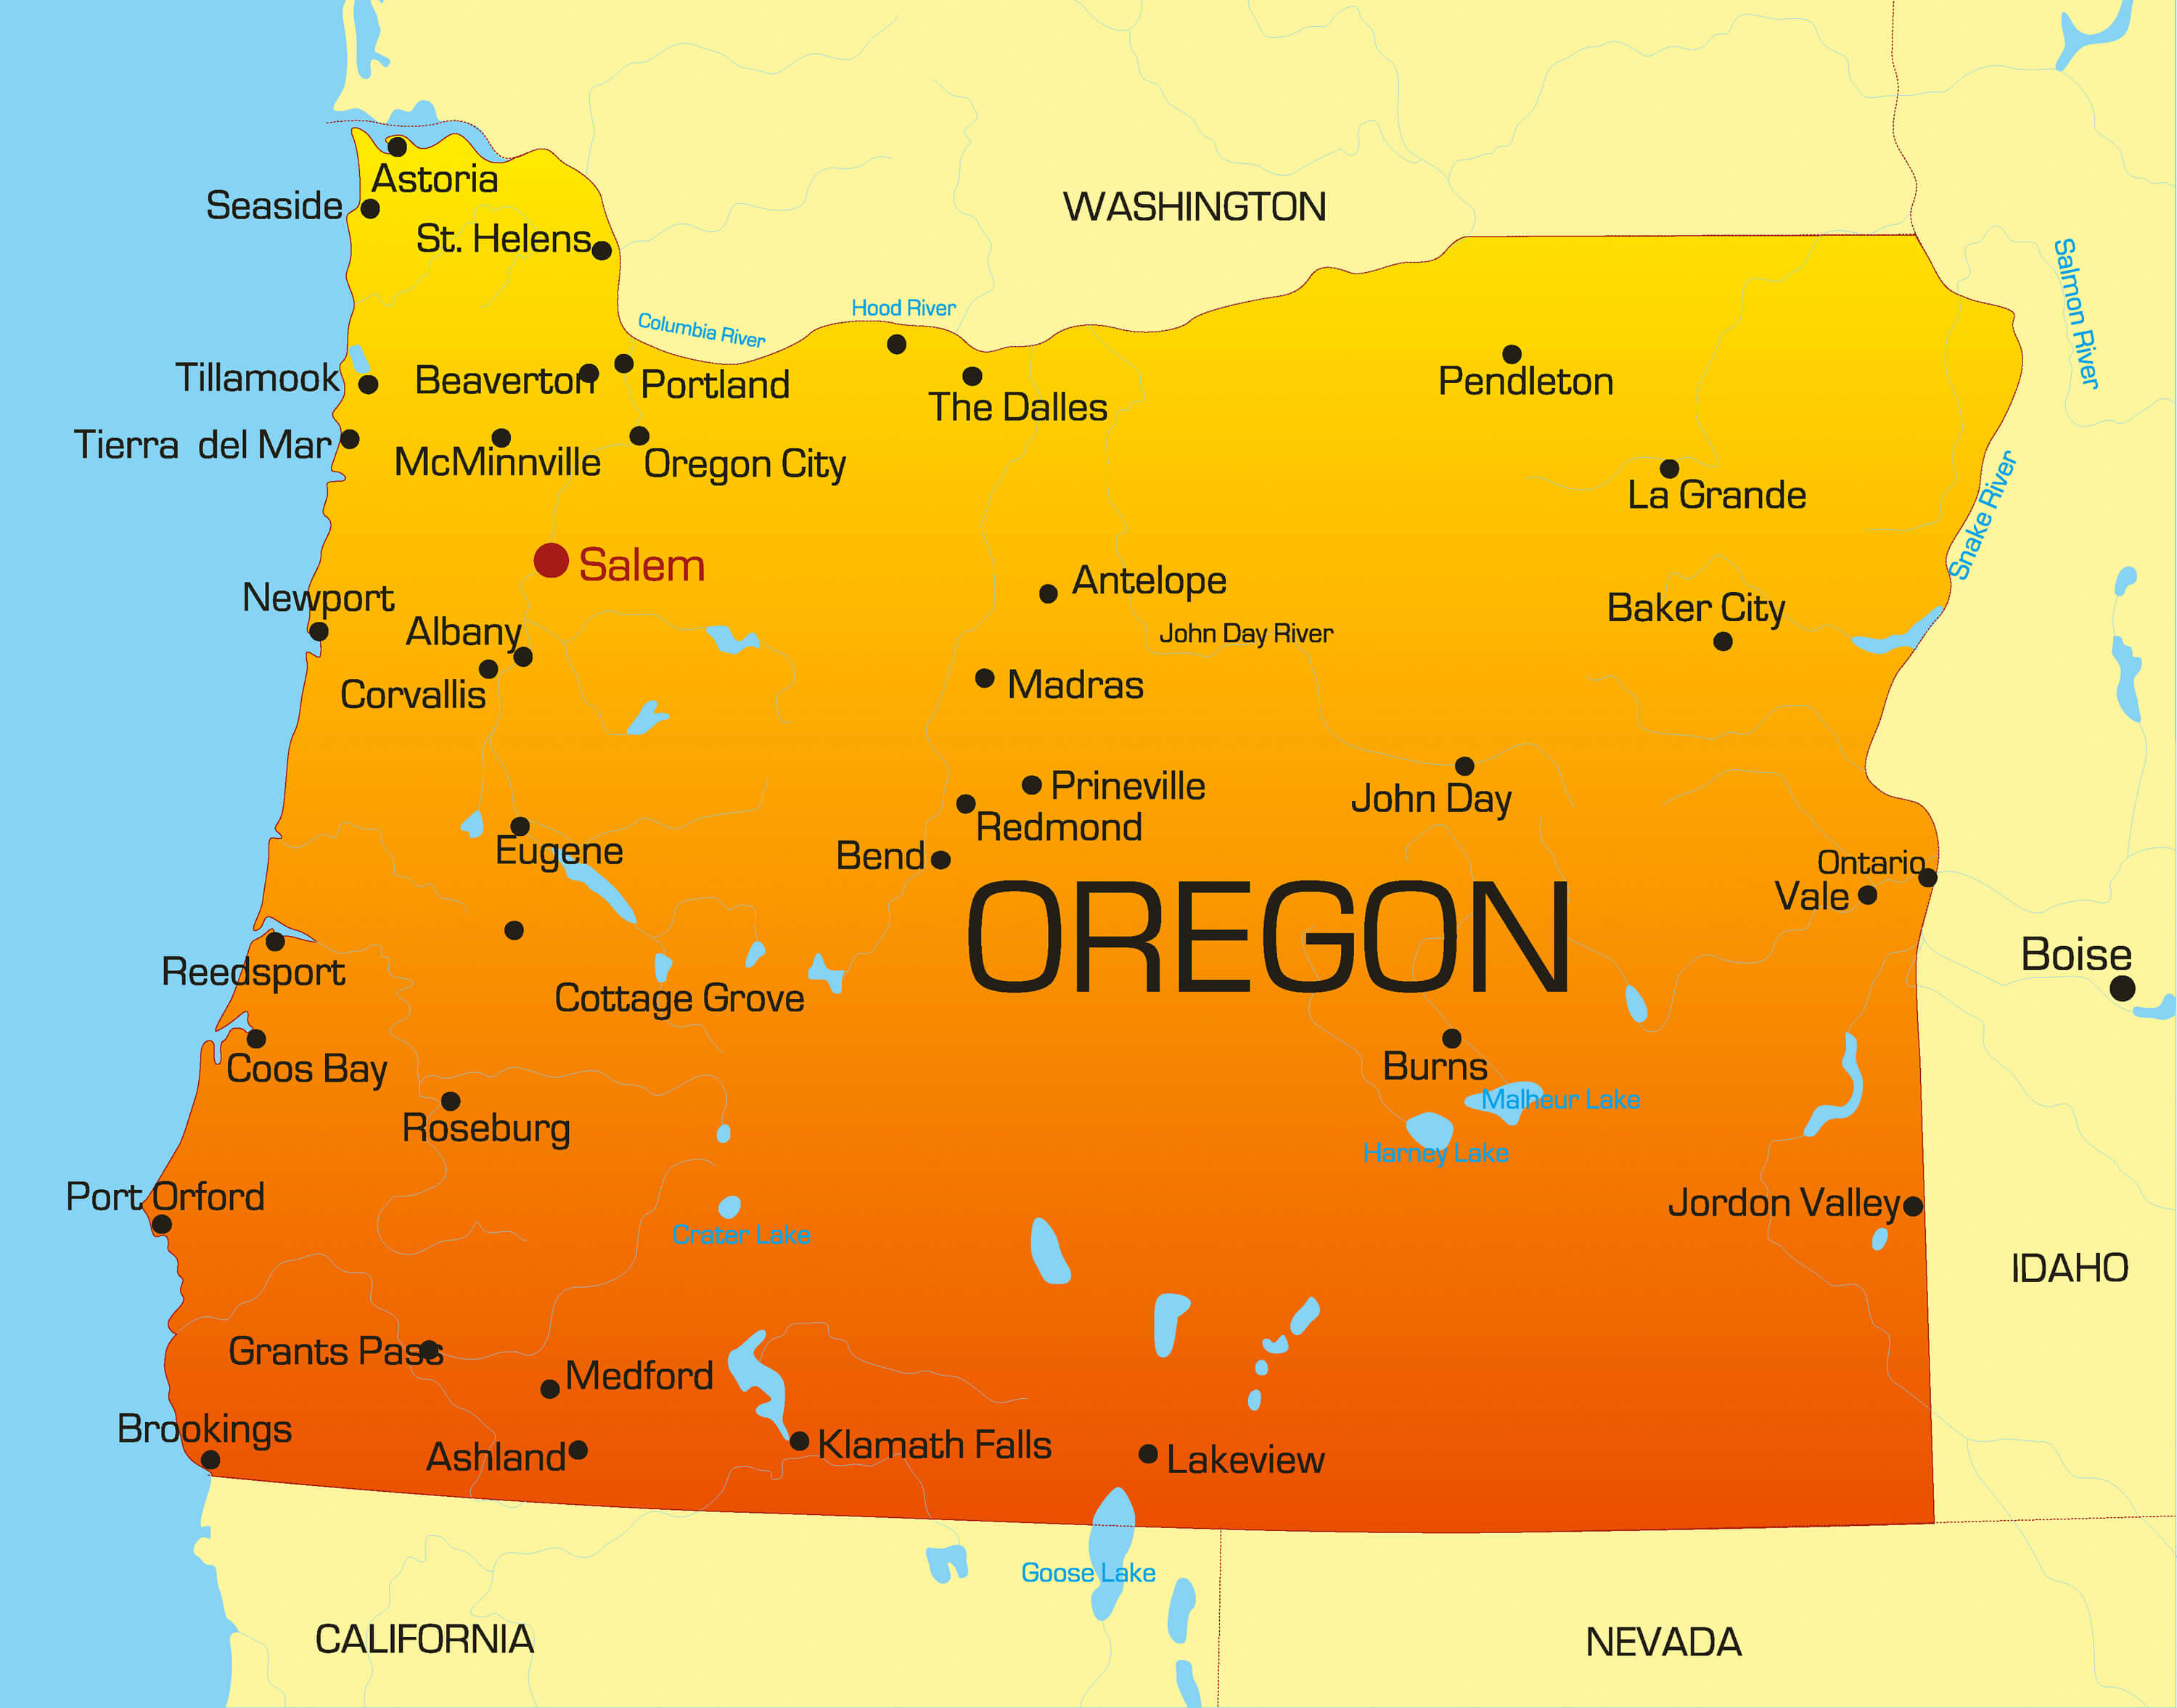 WASHINGTON
Astoria
Seaside
St. Helens
Salmon River
Hood River
Columbia River
Tillamook
Beaverton
Portland
The Dalles
Pendleton
Tierra del Mar
McMinnville
Oregon City
La Grande
Snake River
Salem
Newport
Albany
Antelope
Baker City
John Day River
Corvallis
Madras
Prineville
John Day
Redmond
Eugene
Bend
Ontario
Vale
OREGON
Boise
Reedsport
Cottage Grove
Coos Bay
Burns
Malheur Lake
Roseburg
Harney Lake
Port Orford
Jordon Valley
Crater Lake
IDAHO
Grants Pass
Medford
Brookings
Ashland
Klamath Falls
Lakeview
Goose Lake
CALIFORNIA
NEVADA